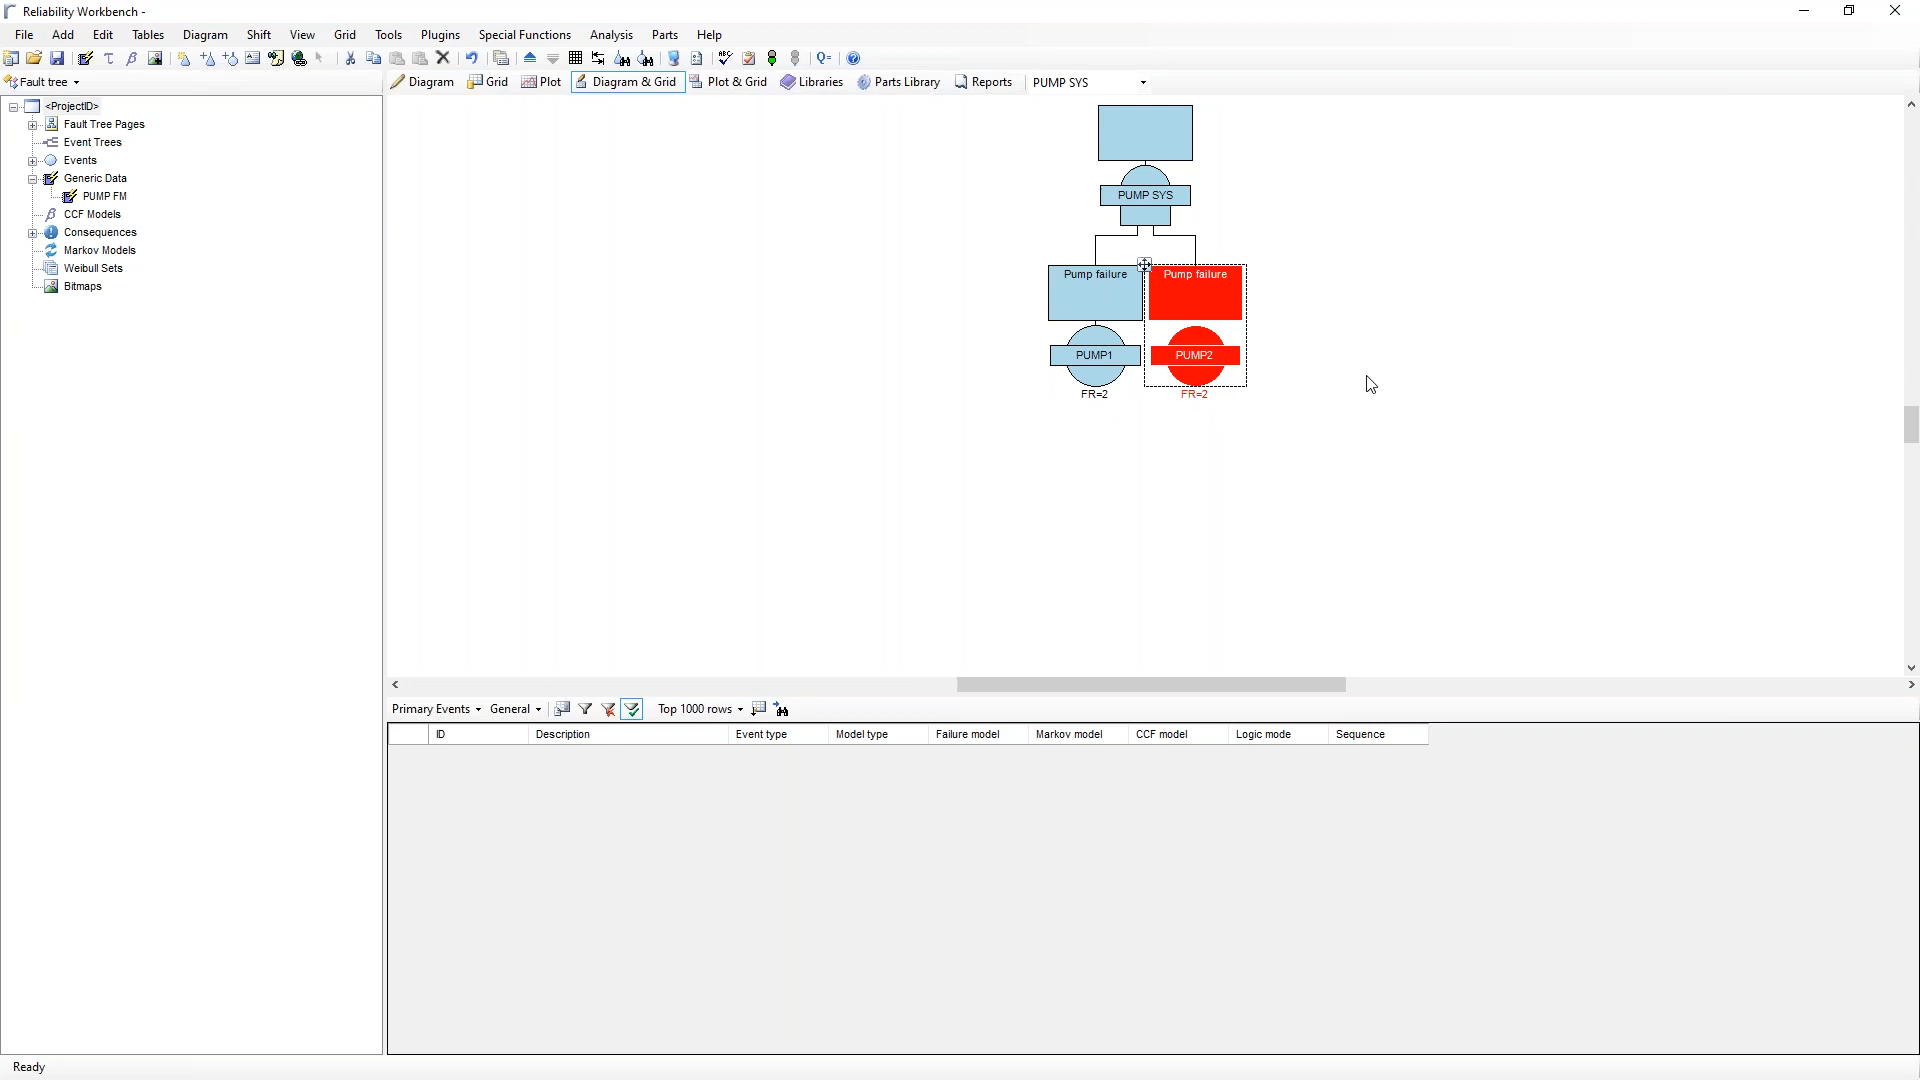 Reliability Workbench -
File Add Edit Tables Diagram Shift View Grid Tools Plugins Special Functions Analysis Parts Help
Q=
Fault tree
Diagram Grid Plot Diagram & Grid Plot & Grid Libraries Parts Library Reports PUMP SYS
<ProjectID>
Fault Tree Pages
Event Trees
Events
Generic Data
PUMP FM
CCF Models
Consequences
Markov Models
Weibull Sets
Bitmaps
PUMP SYS
Pump failure Pump failure
PUMP1 PUMP2
FR=2 FR=2
Primary Events General Top 1000 rows
ID Description Event type Model type Failure model Markov model CCF model Logic mode Sequence
Ready